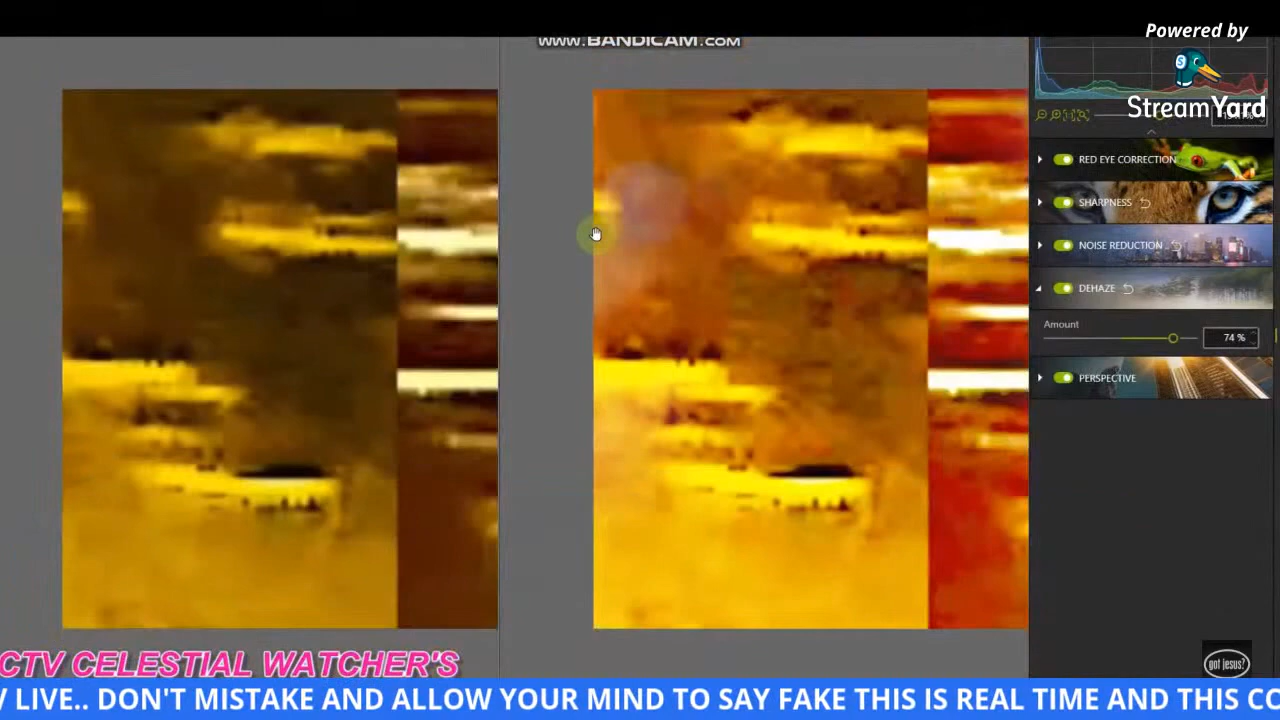 Powered by
StreamYard
WWW.BANDICAM.COM
RED EYE CORRECTION
SHARPNESS
NOISE REDUCTION
DEHAZE
Amount
74 %
PERSPECTIVE
got jesus?
CTV CELESTIAL WATCHER'S
V LIVE.. DON'T MISTAKE AND ALLOW YOUR MIND TO SAY FAKE THIS IS REAL TIME AND THIS CO